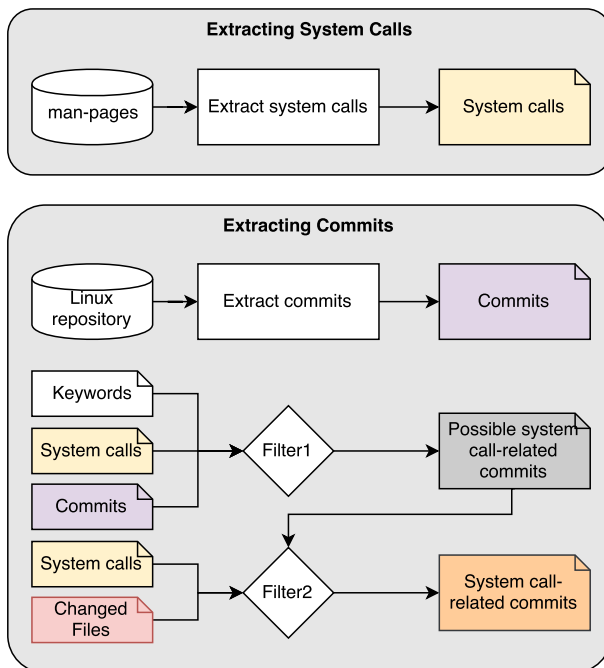 Extracting System Calls
man-pages
Extract system calls
System calls
Extracting Commits
Linux
repository
Extract commits
Commits
Keywords
System calls
Commits
Filter1
Possible system
call-related
commits
System calls
Changed
Files
Filter2
System call-
related commits